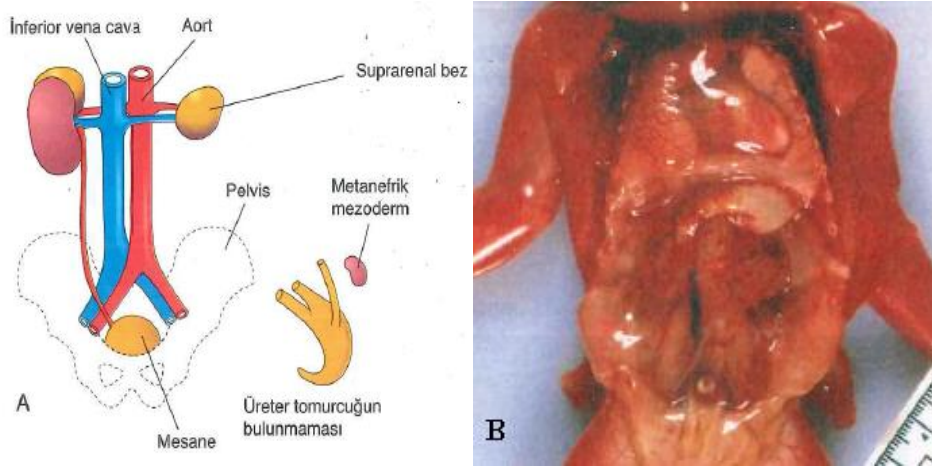 İnferior vena cava
Aort
Suprarenal bez
Pelvis
Metanefrik
mezoderm
A
Mesane
Üreter tomurcuğun
bulunmaması
B